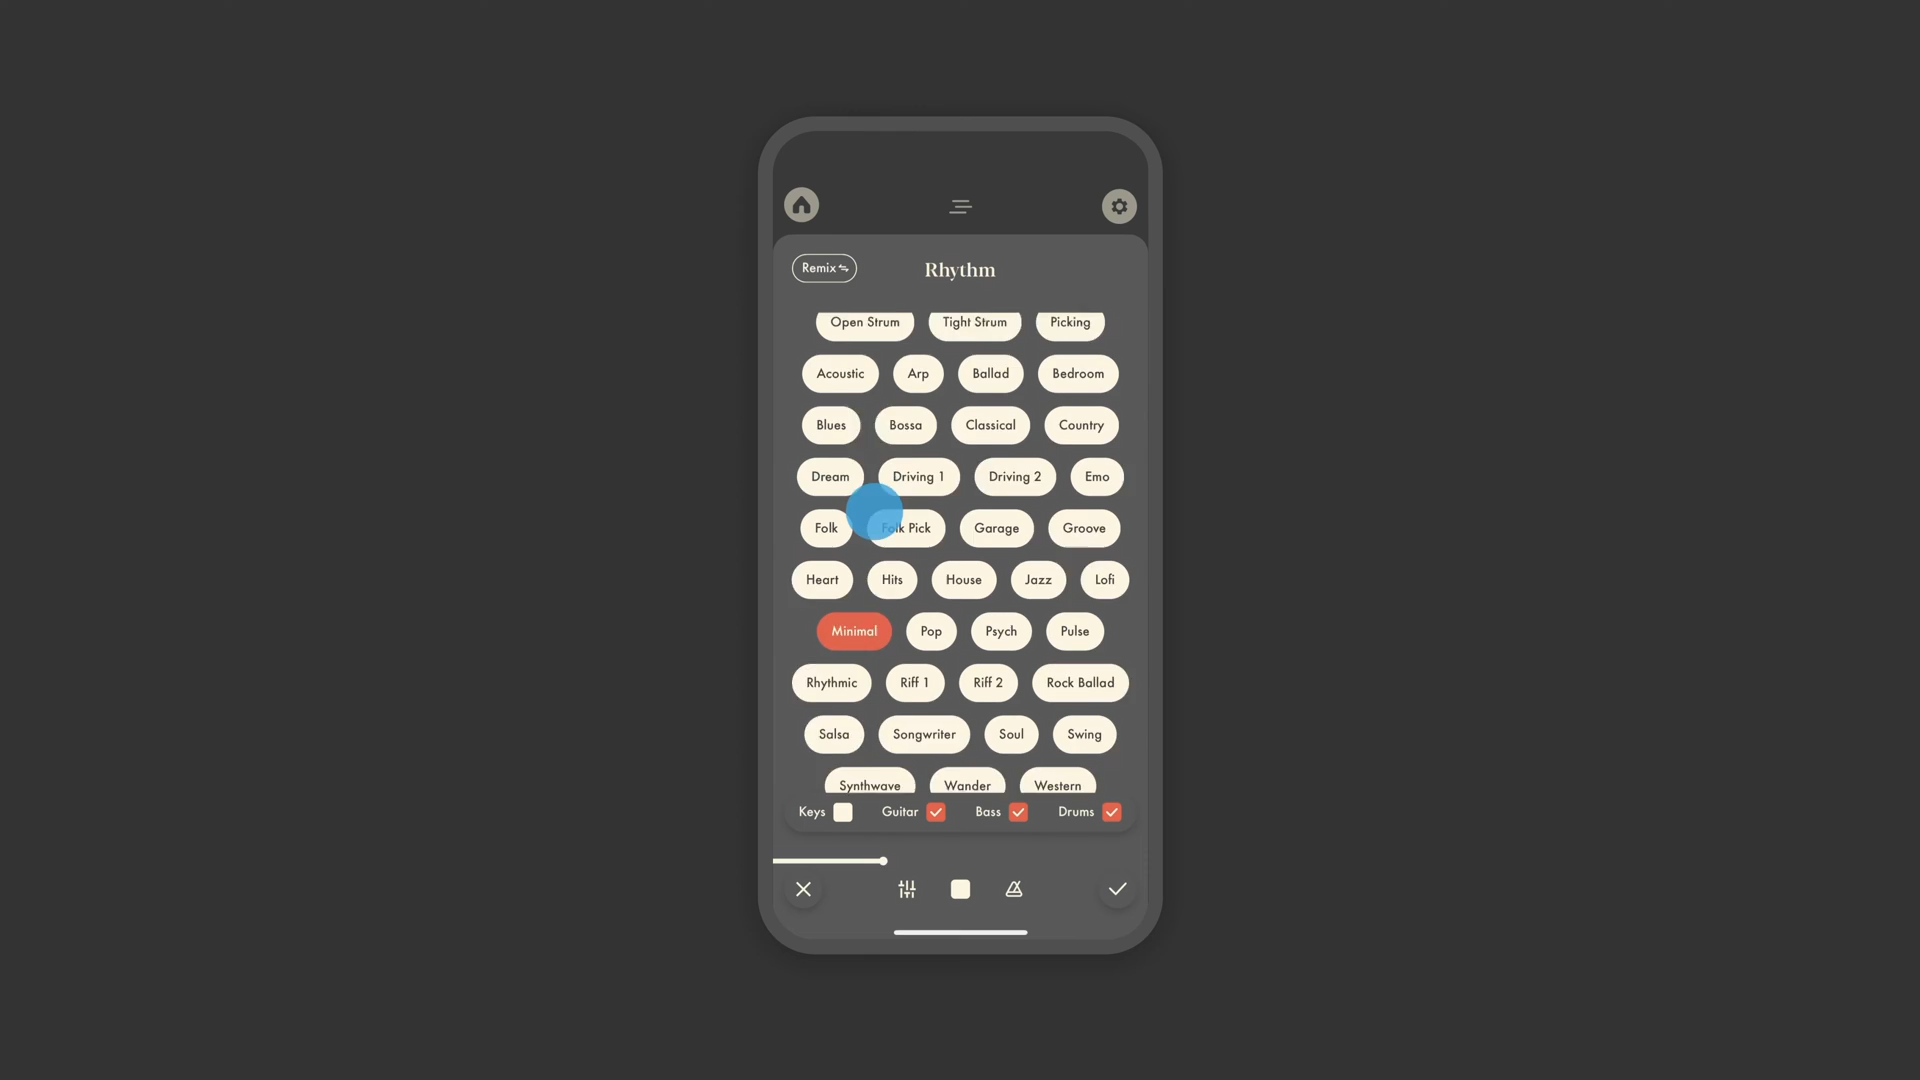 Remix
Rhythm
Open Strum Tight Strum Picking
Acoustic Arp Ballad Bedroom
Blues Bossa Classical Country
Dream Driving 1 Driving 2 Emo
Folk Folk Pick Garage Groove
Heart Hits House Jazz Lofi
Minimal Pop Psych Pulse
Rhythmic Riff 1 Riff 2 Rock Ballad
Salsa Songwriter Soul Swing
Synthwave Wander Western
Keys Guitar Bass Drums